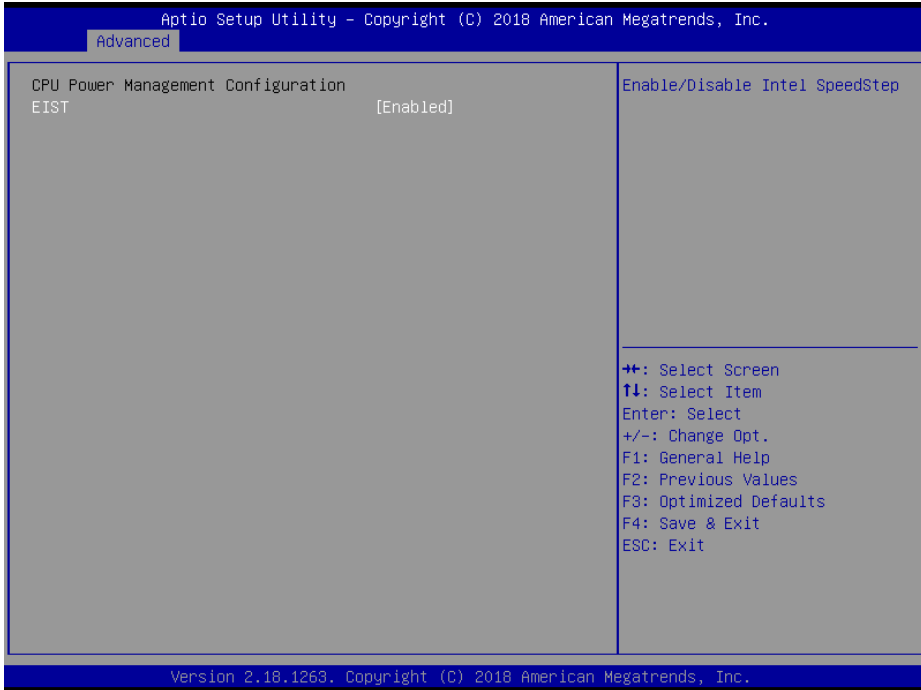 Aptio Setup Utility – Copyright (C) 2018 American Megatrends, Inc.
Advanced
CPU Power Management Configuration
EIST [Enabled]
Enable/Disable Intel SpeedStep
→←: Select Screen
↑↓: Select Item
Enter: Select
+/-: Change Opt.
F1: General Help
F2: Previous Values
F3: Optimized Defaults
F4: Save & Exit
ESC: Exit
Version 2.18.1263. Copyright (C) 2018 American Megatrends, Inc.